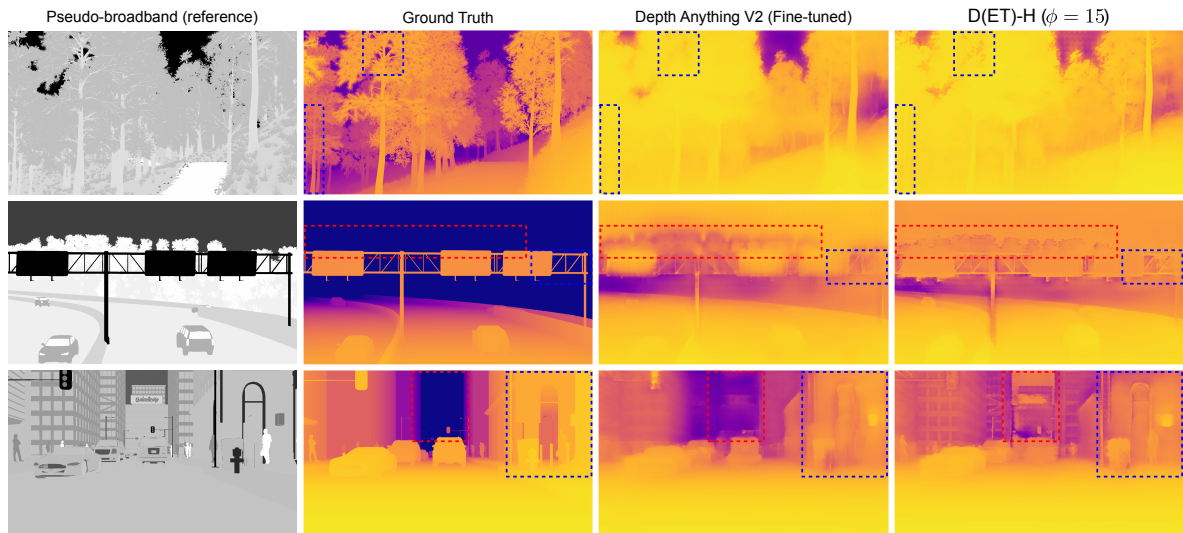 Pseudo-broadband (reference)
Ground Truth
Depth Anything V2 (Fine-tuned)
D(ET)-H (ϕ = 15)